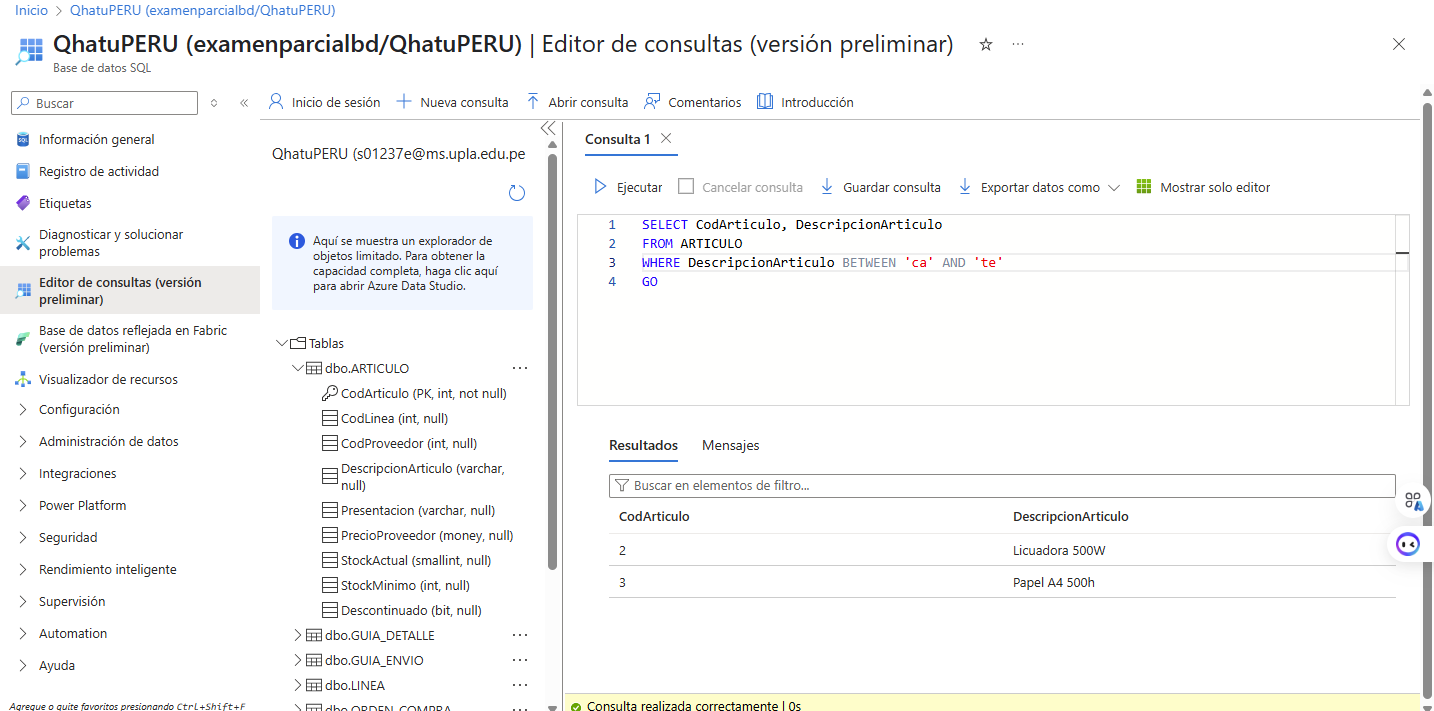 Inicio > QhatuPERU (examenparcialbd/QhatuPERU)
QhatuPERU (examenparcialbd/QhatuPERU) | Editor de consultas (versión preliminar)
Base de datos SQL
Buscar
Información general
Registro de actividad
Etiquetas
Diagnosticar y solucionar
problemas
Editor de consultas (versión
preliminar)
Base de datos reflejada en Fabric
(versión preliminar)
Visualizador de recursos
Configuración
Administración de datos
Integraciones
Power Platform
Seguridad
Rendimiento inteligente
Supervisión
Automation
Ayuda
Agregue o quite favoritos presionando Ctrl+Shift+F
Inicio de sesión
Nueva consulta
Abrir consulta
Comentarios
Introducción
QhatuPERU (s01237e@ms.upla.edu.pe
Aquí se muestra un explorador de
objetos limitado. Para obtener la
capacidad completa, haga clic aquí
para abrir Azure Data Studio.
Tablas
dbo.ARTICULO
CodArticulo (PK, int, not null)
CodLinea (int, null)
CodProveedor (int, null)
DescripcionArticulo (varchar,
null)
Presentacion (varchar, null)
PrecioProveedor (money, null)
StockActual (smallint, null)
StockMinimo (int, null)
Descontinuado (bit, null)
dbo.GUIA_DETALLE
dbo.GUIA_ENVIO
dbo.LINEA
dbo.ORDEN_COMPRA
Consulta 1
Ejecutar
Cancelar consulta
Guardar consulta
Exportar datos como
Mostrar solo editor
1 SELECT CodArticulo, DescripcionArticulo
2 FROM ARTICULO
3 WHERE DescripcionArticulo BETWEEN 'ca' AND 'te'
4 GO
Resultados
Mensajes
Buscar en elementos de filtro...
CodArticulo DescripcionArticulo
2 Licuadora 500W
3 Papel A4 500h
Consulta realizada correctamente | 0s